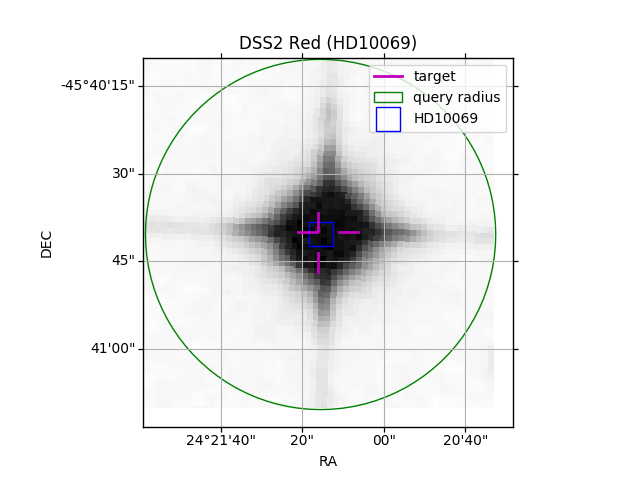 DSS2 Red (HD10069)
target
query radius
HD10069
-45°40'15"
30"
45"
41'00"
DEC
24°21'40"
20"
00"
20'40"
RA